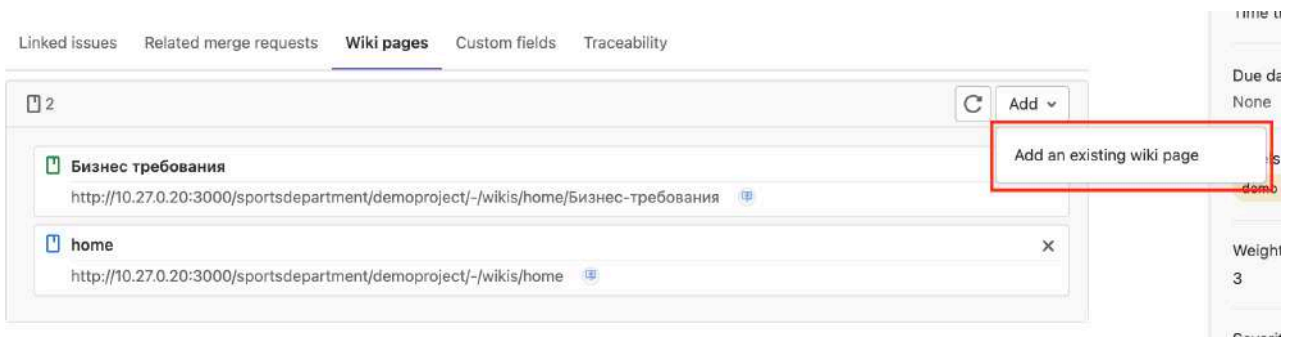 Linked issues Related merge requests Wiki pages Custom fields Traceability
Due da
None
2 Add
Add an existing wiki page
Бизнес требования
demo
http://10.27.0.20:3000/sportsdepartment/demoproject/-/wikis/home/Бизнес-требования
home
Weight
http://10.27.0.20:3000/sportsdepartment/demoproject/-/wikis/home
3